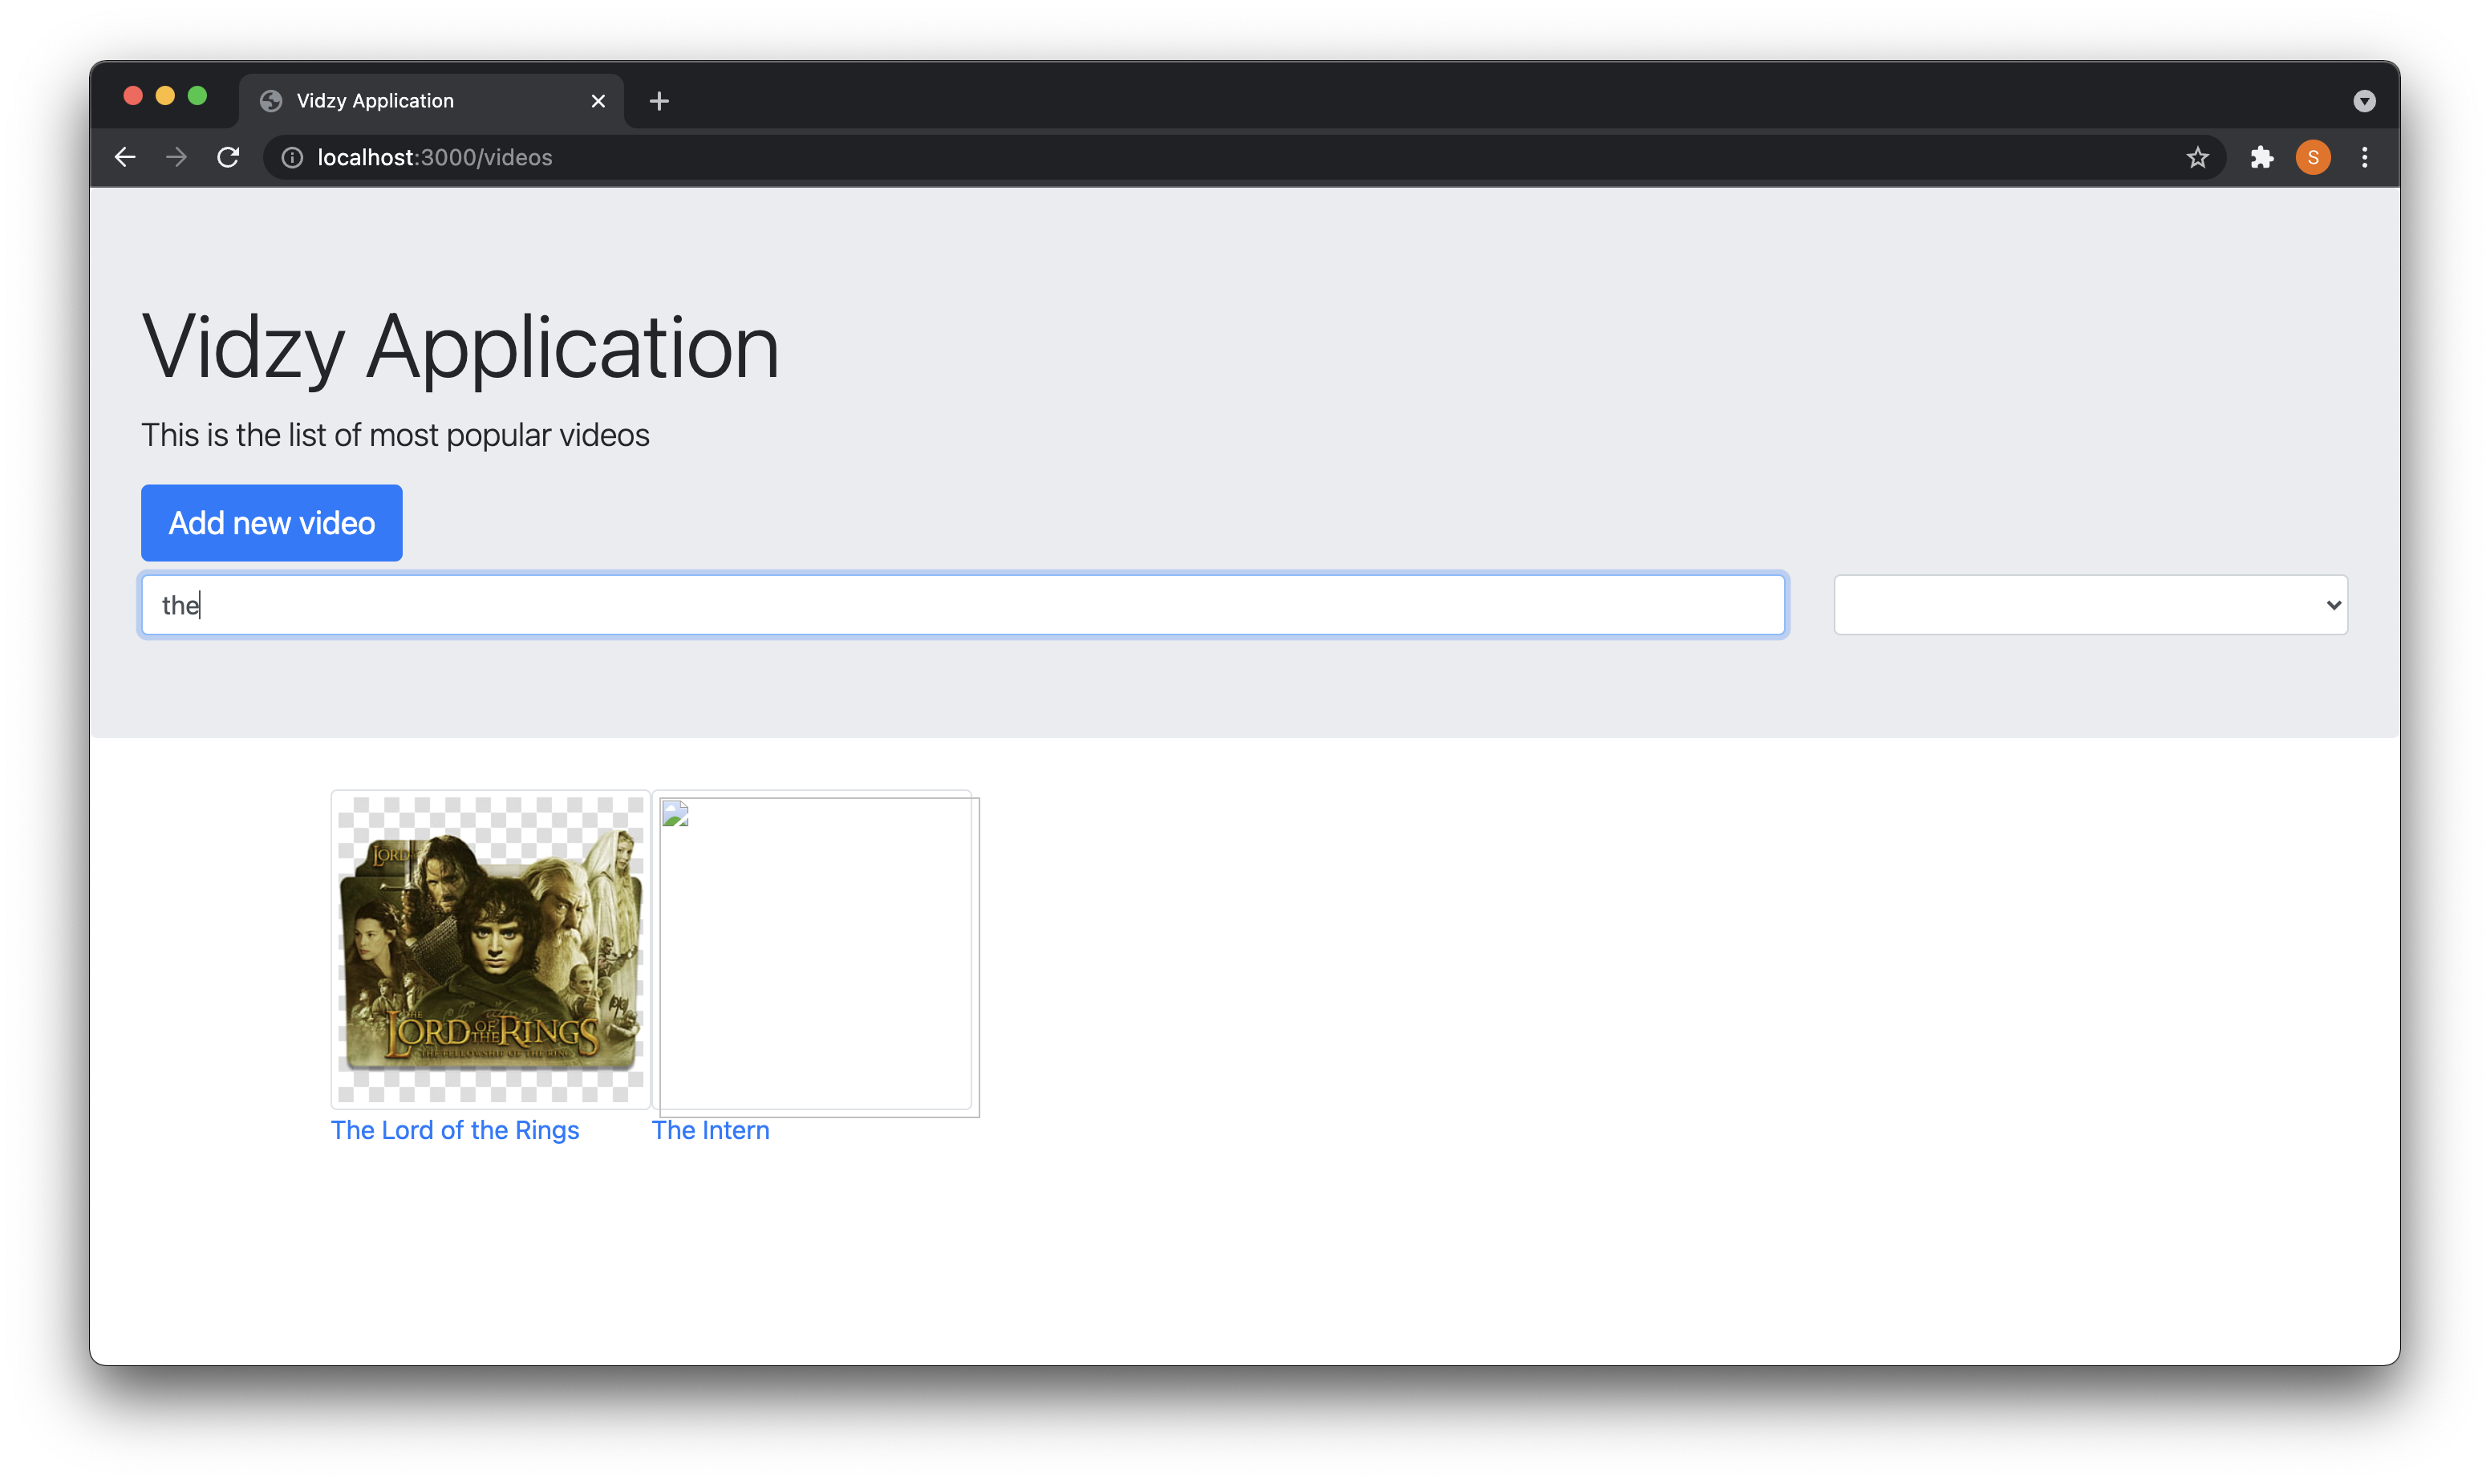 Vidzy Application
localhost:3000/videos
S
Vidzy Application
This is the list of most popular videos
Add new video
the
LORD
THE
LORD OF THE RINGS
THE FELLOWSHIP OF THE RING
The Lord of the Rings
The Intern